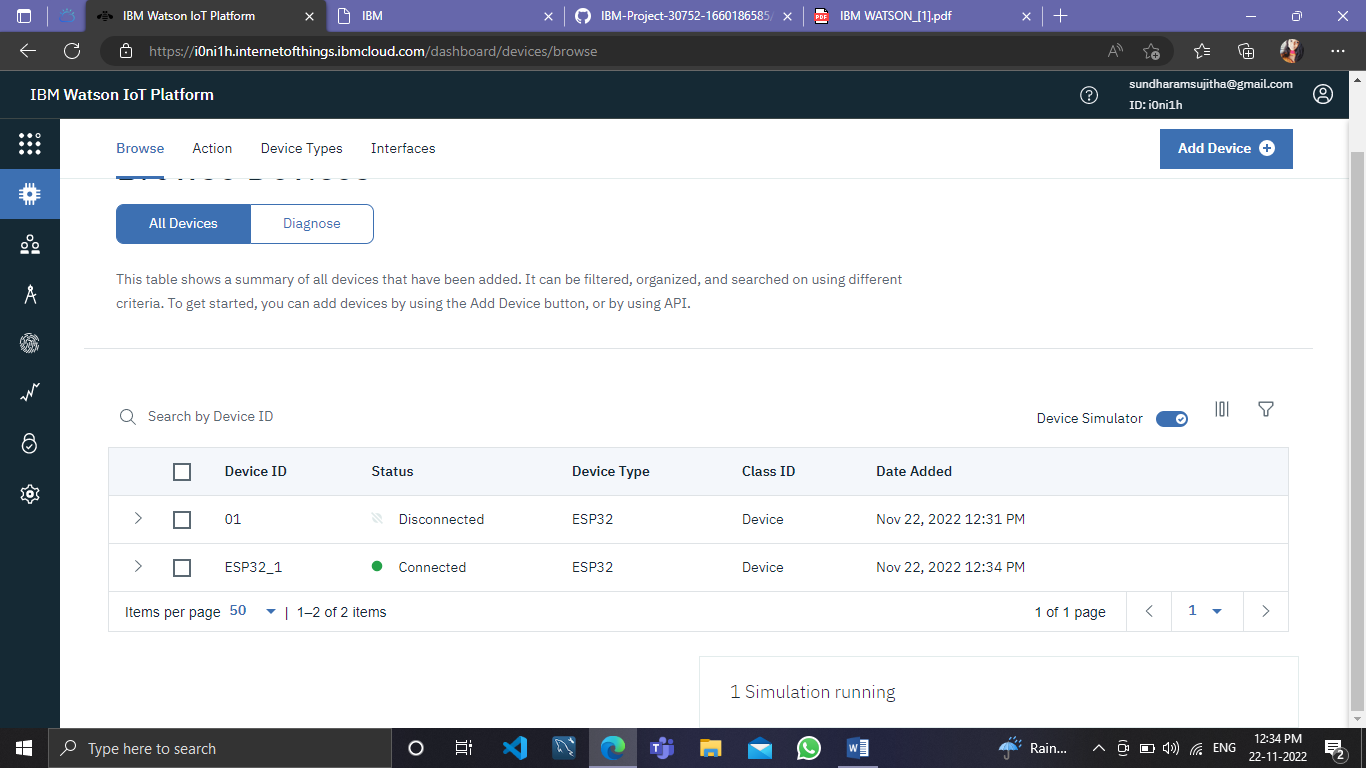 IBM Watson IoT Platform
IBM
IBM-Project-30752-1660186585/
IBM WATSON_[1].pdf
https://i0ni1h.internetofthings.ibmcloud.com/dashboard/devices/browse
IBM Watson IoT Platform
sundharamsujitha@gmail.com
ID: i0ni1h
Browse Action Device Types Interfaces
Add Device
Browse Devices
All Devices Diagnose
This table shows a summary of all devices that have been added. It can be filtered, organized, and searched on using different
criteria. To get started, you can add devices by using the Add Device button, or by using API.
Search by Device ID
Device Simulator
Device ID Status Device Type Class ID Date Added
01 Disconnected ESP32 Device Nov 22, 2022 12:31 PM
ESP32_1 Connected ESP32 Device Nov 22, 2022 12:34 PM
Items per page 50 | 1–2 of 2 items 1 of 1 page 1
1 Simulation running
Type here to search
Rain...
ENG
12:34 PM
22-11-2022
2